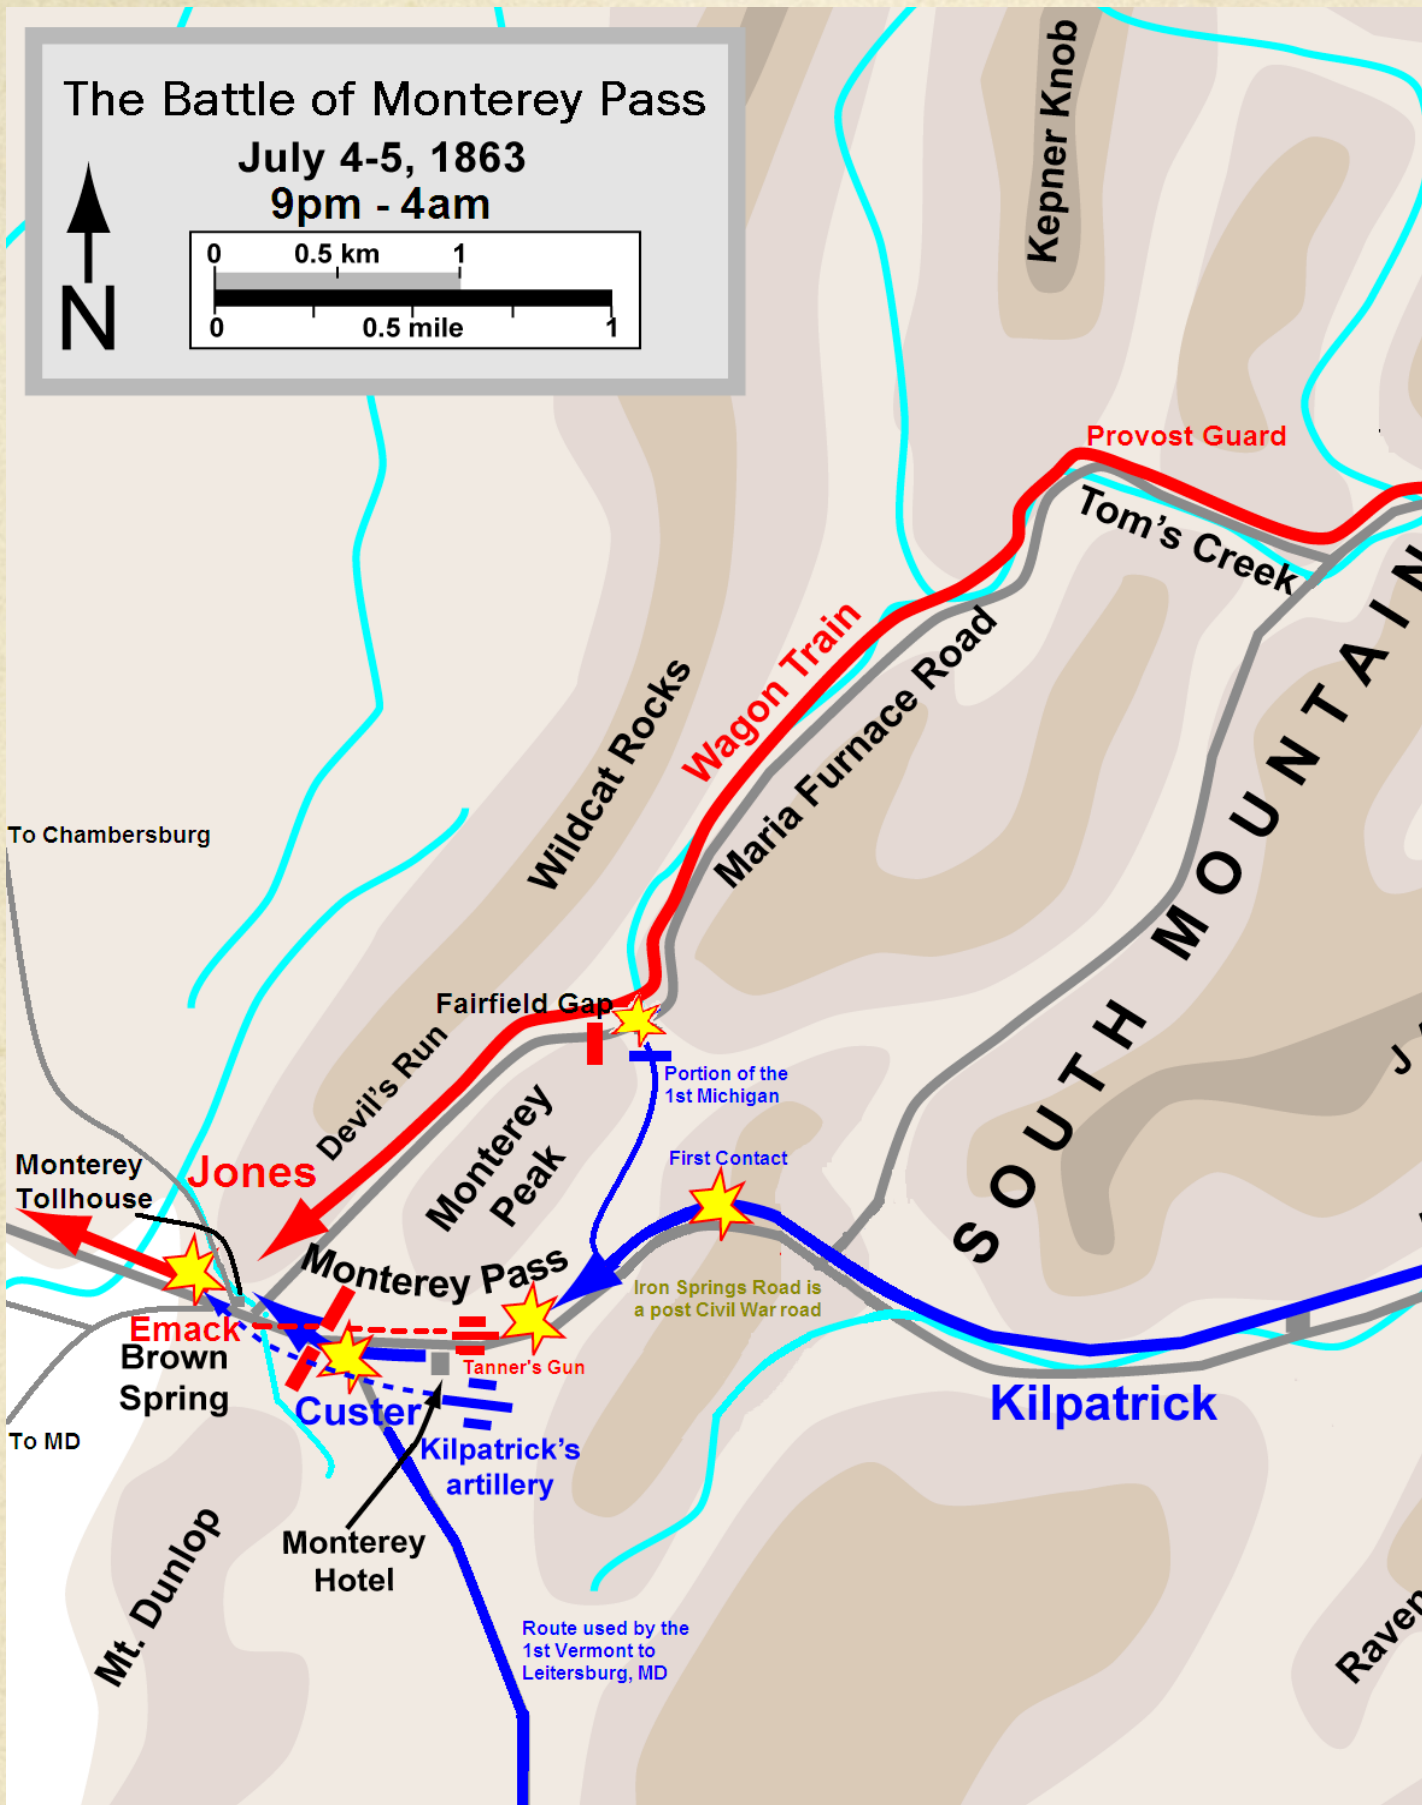 The Battle of Monterey Pass
July 4-5, 1863
9pm - 4am
N
0 0.5 km 1
0 0.5 mile 1
Kepner Knob
Provost Guard
Tom's Creek
Wagon Train
Maria Furnace Road
Wildcat Rocks
SOUTH MOUNTAIN
To Chambersburg
Fairfield Gap
Devil's Run
Portion of the
1st Michigan
J
Monterey
Peak
First Contact
Monterey
Tollhouse
Jones
Monterey Pass
Iron Springs Road is
a post Civil War road
Emack
Brown
Spring
Tanner's Gun
Custer
Kilpatrick
To MD
Kilpatrick's
artillery
Monterey
Hotel
Mt. Dunlop
Route used by the
1st Vermont to
Leitersburg, MD
Raven